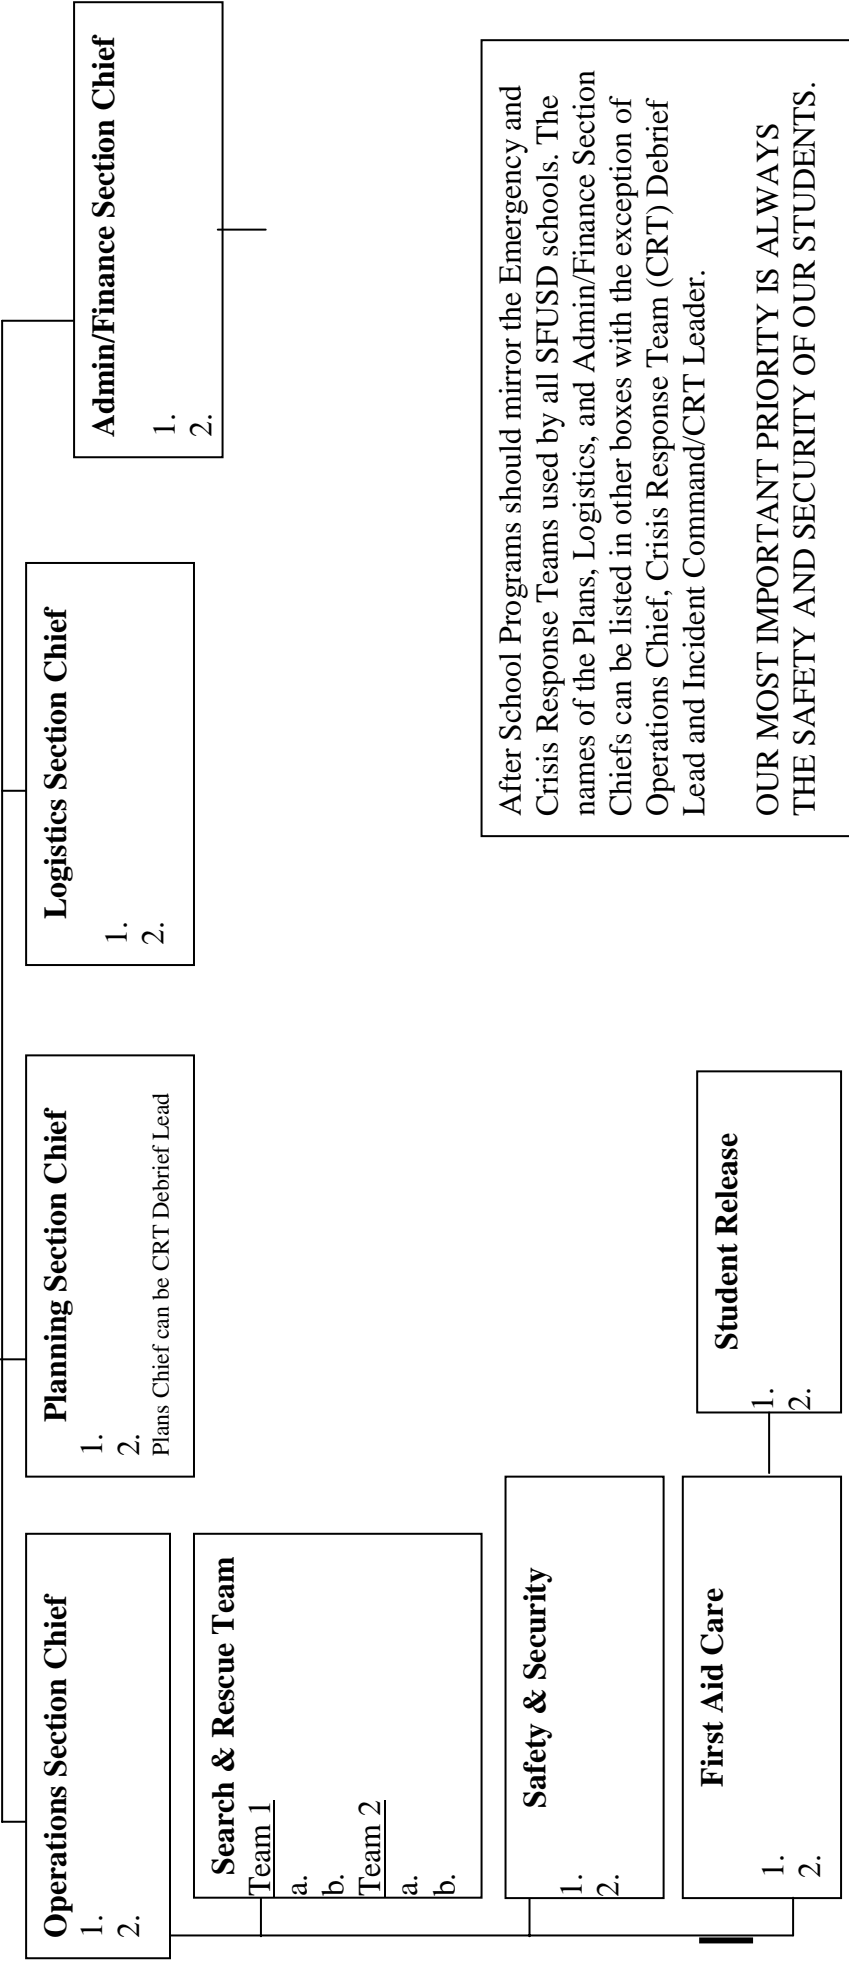 Operations Section Chief
1.
2.
Planning Section Chief
1.
2.
Plans Chief can be CRT Debrief Lead
Logistics Section Chief
1.
2.
Admin/Finance Section Chief
1.
2.
Search & Rescue Team
Team 1
a.
b.
Team 2
a.
b.
Safety & Security
1.
2.
First Aid Care
1.
2.
Student Release
1.
2.
After School Programs should mirror the Emergency and
Crisis Response Teams used by all SFUSD schools. The
names of the Plans, Logistics, and Admin/Finance Section
Chiefs can be listed in other boxes with the exception of
Operations Chief, Crisis Response Team (CRT) Debrief
Lead and Incident Command/CRT Leader.
OUR MOST IMPORTANT PRIORITY IS ALWAYS
THE SAFETY AND SECURITY OF OUR STUDENTS.